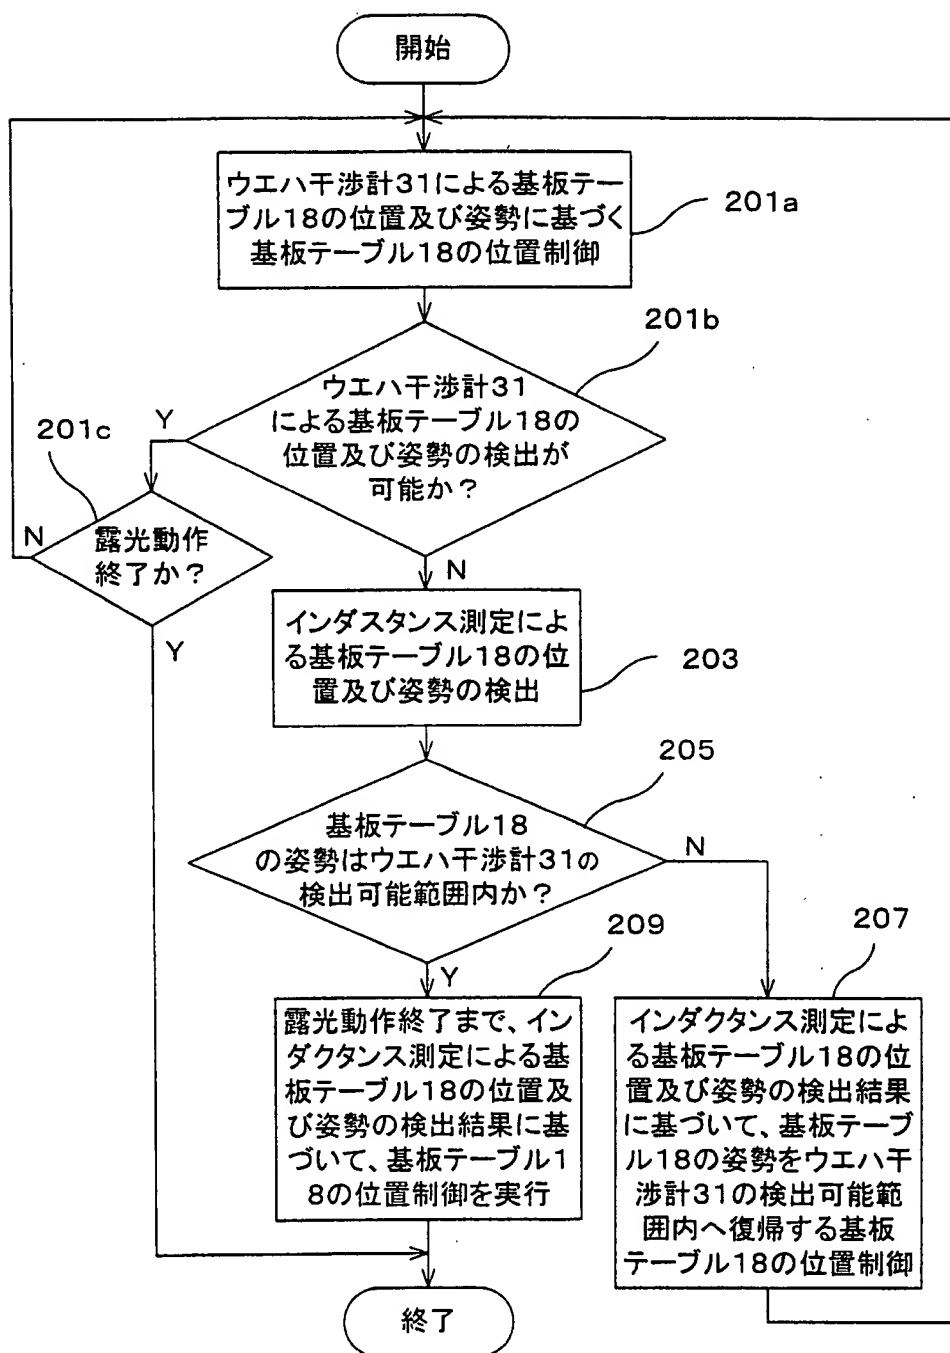 開始
ウエハ干渉計31による基板テー
ブル18の位置及び姿勢に基づく
基板テーブル18の位置制御
201a
201b
ウエハ干渉計31
による基板テーブル18の
位置及び姿勢の検出が
可能か？
Y
201c
N
露光動作
終了か？
Y
N
インダスタンス測定によ
る基板テーブル18の位
置及び姿勢の検出
203
205
基板テーブル18
の姿勢はウエハ干渉計31の
検出可能範囲内か？
N
Y
209
207
露光動作終了まで、イン
ダクタンス測定による基
板テーブル18の位置及
び姿勢の検出結果に基
づいて、基板テーブル1
8の位置制御を実行
インダクタンス測定によ
る基板テーブル18の位
置及び姿勢の検出結果
に基づいて、基板テーブ
ル18の姿勢をウエハ干
渉計31の検出可能範
囲内へ復帰する基板
テーブル18の位置制御
終了